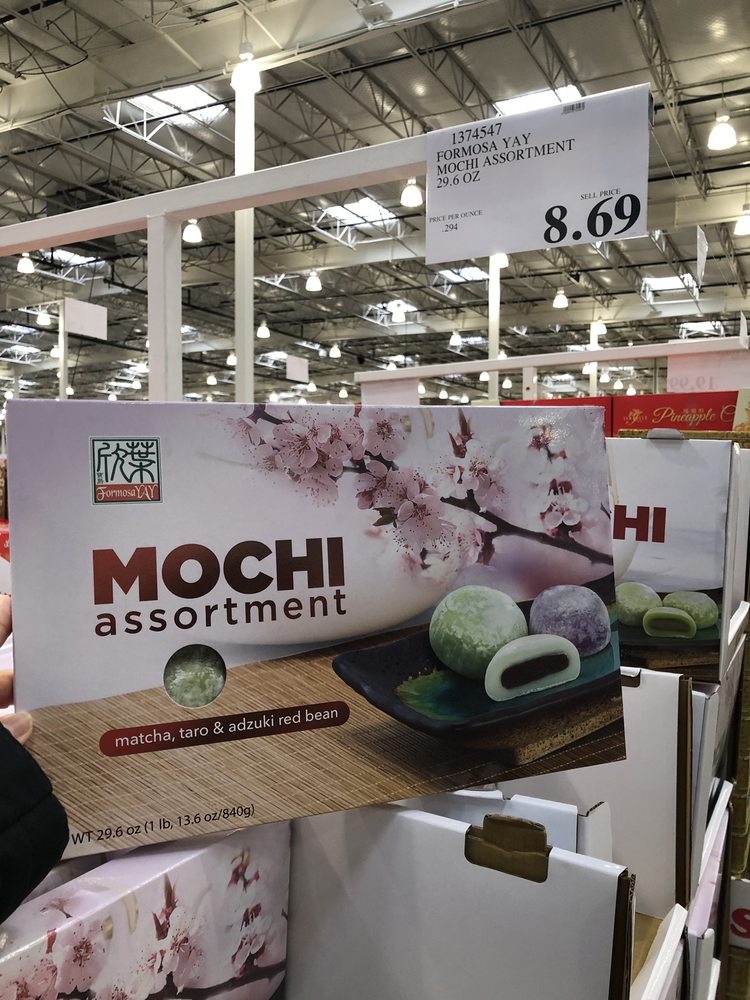 1374547
FORMOSA YAY
MOCHI ASSORTMENT
29.6 OZ
SELL PRICE
PRICE PER OUNCE
.294
8.69
19.99
Pineapple C
欣葉
Formosa YAY
MOCHI
assortment
matcha, taro & adzuki red bean
WT 29.6 oz (1 lb, 13.6 oz/840g)
HI
S